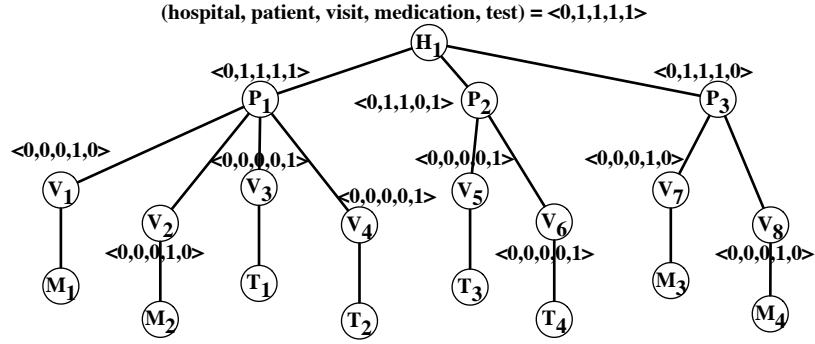 (hospital, patient, visit, medication, test) = <0,1,1,1,1>
H1
<0,1,1,1,1>
<0,1,1,1,0>
P1
<0,1,1,0,1>
P2
P3
<0,0,0,1,0>
<0,0,0,0,1>
<0,0,0,0,1>
<0,0,0,1,0>
V1
V3
<0,0,0,0,1>
V5
V7
V2
V4
V6
V8
<0,0,0,1,0>
<0,0,0,0,1>
<0,0,0,1,0>
M1
T1
T3
M3
M2
T2
T4
M4